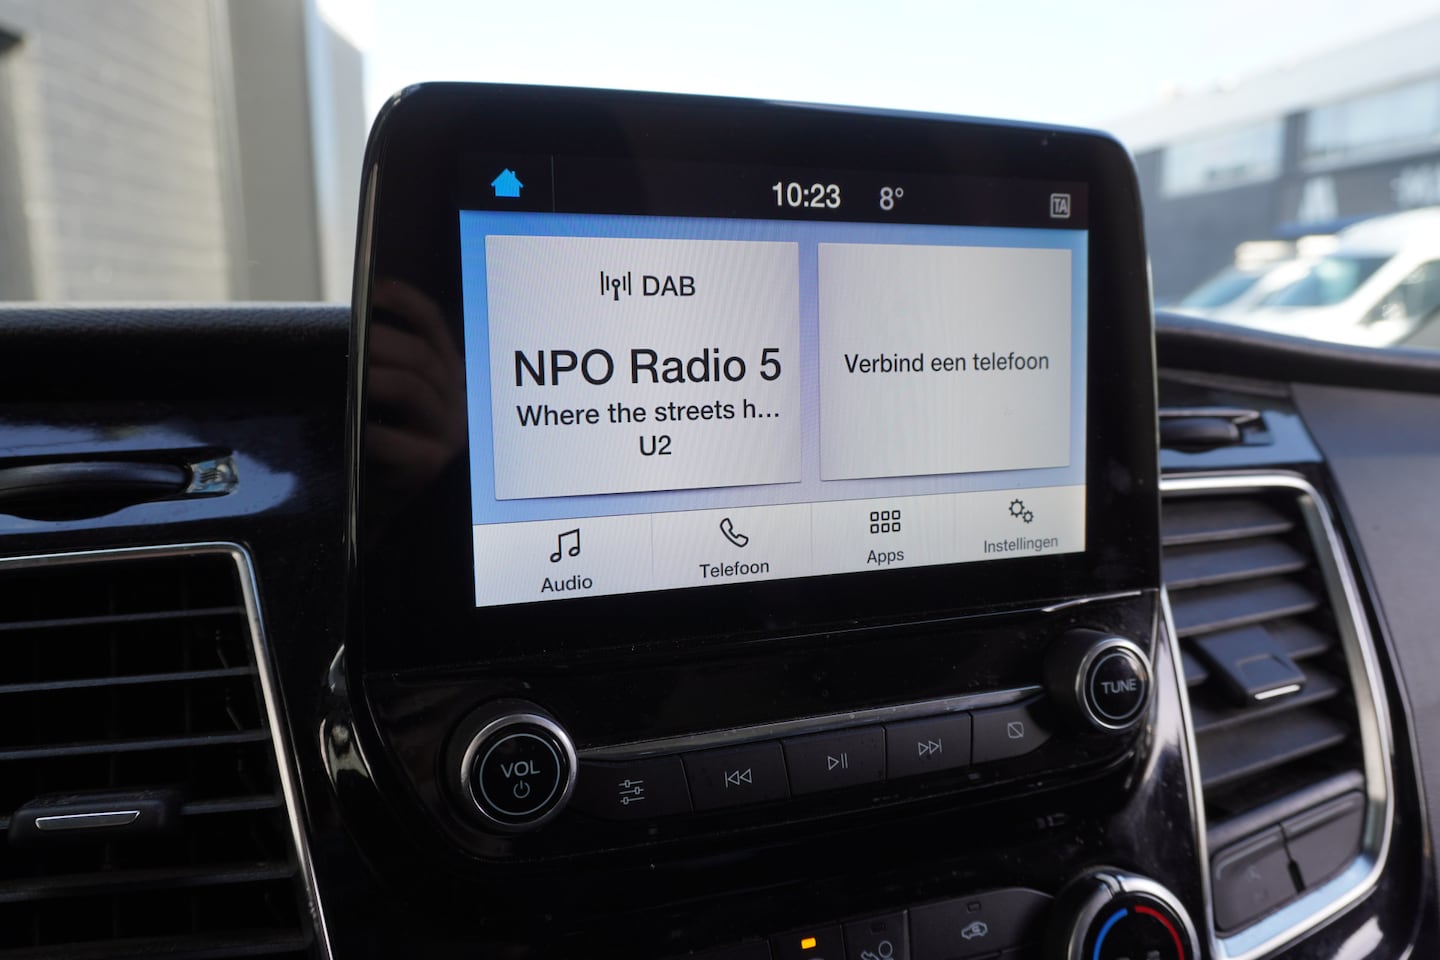 10:23 8°
TA
DAB
NPO Radio 5
Where the streets h...
U2
Verbind een telefoon
Audio
Telefoon
Apps
Instellingen
VOL
TUNE